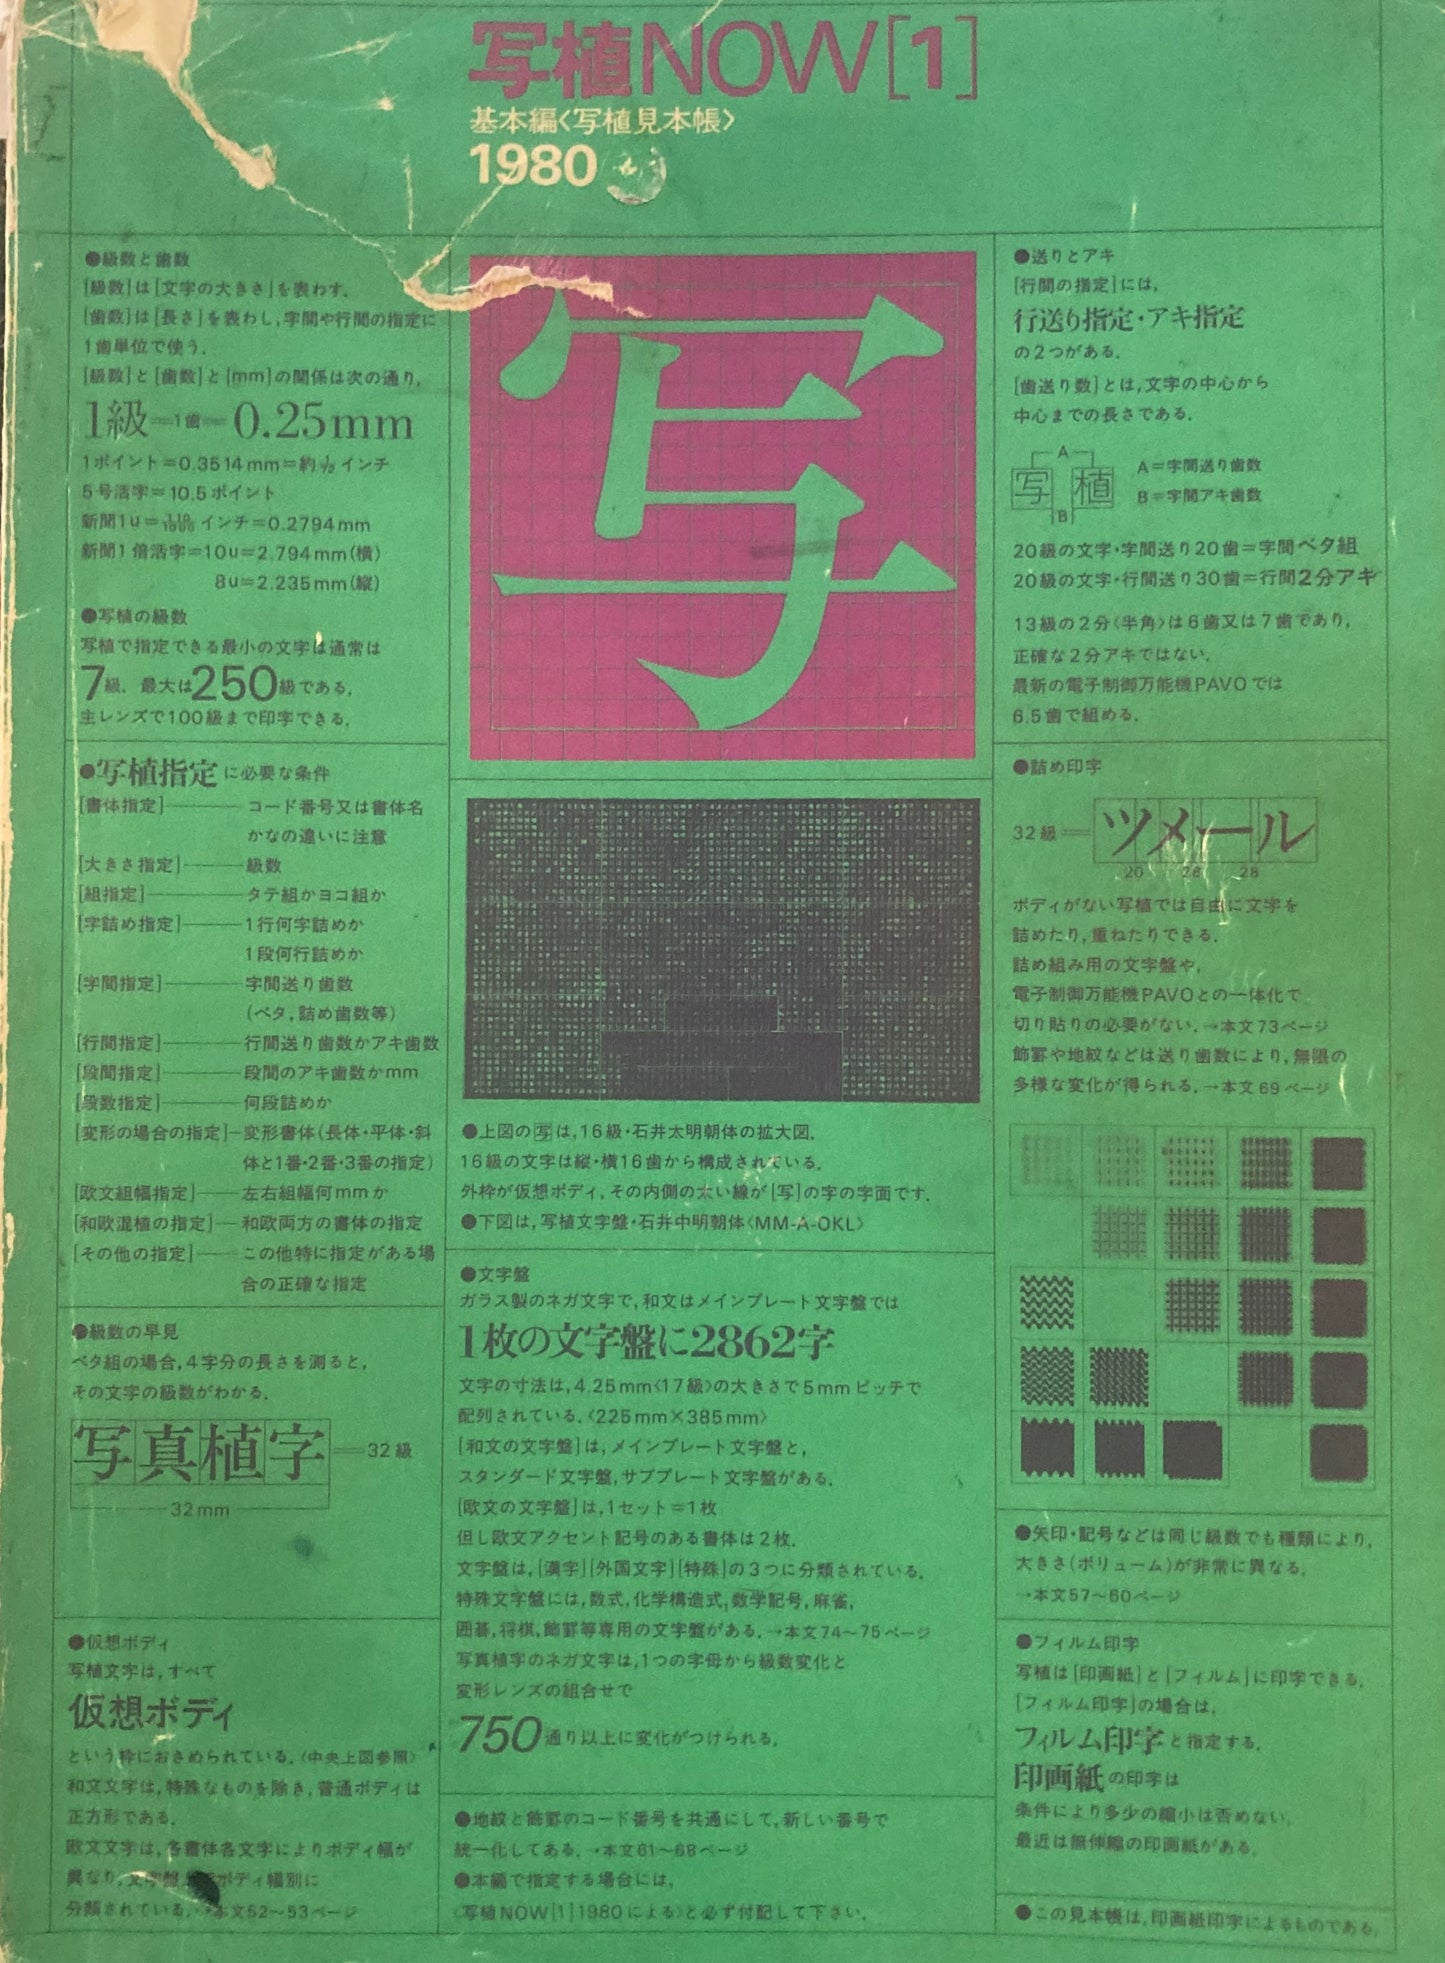 写植NOW[1]
基本編〈写植見本帳〉
1980
●級数と歯数
[級数]は[文字の大きさ]を表わす.
[歯数]は[長さ]を表わし,字間や行間の指定に
1歯単位で使う.
[級数]と[歯数]と[mm]の関係は次の通り.
1級=1歯=0.25mm
1ポイント=0.3514mm=約1/72インチ
5号活字=10.5ポイント
新聞1u=110/1000インチ=0.2794mm
新聞1倍活字=10u=2.794mm(横)
8u=2.235mm(縦)
●写植の級数
写植で指定できる最小の文字は通常は
7級. 最大は250級である.
主レンズで100級まで印字できる.
●写植指定に必要な条件
[書体指定]──コード番号又は書体名
かなの違いに注意
[大きさ指定]──級数
[組指定]──タテ組かヨコ組か
[字詰め指定]──1行何字詰めか
1段何行詰めか
[字間指定]──字間送り歯数
(ベタ,詰め歯数等)
[行間指定]──行間送り歯数かアキ歯数
[段間指定]──段間のアキ歯数かmm
[段数指定]──何段詰めか
[変形の場合の指定]─変形書体(長体・平体・斜
体と1番・2番・3番の指定)
[欧文組幅指定]──左右組幅何mmか
[和欧混植の指定]─和欧両方の書体の指定
[その他の指定]──この他特に指定がある場
合の正確な指定
●級数の早見
ベタ組の場合,4字分の長さを測ると,
その文字の級数がわかる.
写真植字=32級
32mm
●仮想ボディ
写植文字は,すべて
仮想ボディ
という枠におさめられている.〈中央上図参照〉
和文文字は,特殊なものを除き,普通ボディは
正方形である.
欧文文字は,各書体各文字によりボディ幅が
異なり,文字盤 ボディ幅別に
分類されている.→本文52〜53ページ
写
●上図の写は,16級・石井太明朝体の拡大図.
16級の文字は縦・横16歯から構成されている.
外枠が仮想ボディ,その内側の太い線が[写]の字の字面です.
●下図は,写植文字盤・石井中明朝体〈MM-A-OKL〉
●文字盤
ガラス製のネガ文字で,和文はメインプレート文字盤では
1枚の文字盤に2862字
文字の寸法は,4.25mm〈17級〉の大きさで5mmピッチで
配列されている.〈225mm×385mm〉
[和文の文字盤]は,メインプレート文字盤と,
スタンダード文字盤,サブプレート文字盤がある.
[欧文の文字盤]は,1セット=1枚
但し欧文アクセント記号のある書体は2枚.
文字盤は,[漢字][外国文字][特殊]の3つに分類されている.
特殊文字盤には,数式,化学構造式,数学記号,麻雀,
囲碁,将棋,飾罫等専用の文字盤がある.→本文74〜75ページ
写真植字のネガ文字は,1つの字母から級数変化と
変形レンズの組合せで
750通り以上に変化がつけられる.
●地紋と飾罫のコード番号を共通にして,新しい番号で
統一化してある.→本文61〜68ページ
●本編で指定する場合には,
〈写植NOW[1]1980による〉と必ず付記して下さい.
●送りとアキ
[行間の指定]には,
行送り指定・アキ指定
の2つがある.
[歯送り数]とは,文字の中心から
中心までの長さである.
A
写 植
B
A=字間送り歯数
B=字間アキ歯数
20級の文字・字間送り20歯=字間ベタ組
20級の文字・行間送り30歯=行間2分アキ
13級の2分〈半角〉は6歯又は7歯であり,
正確な2分アキではない.
最新の電子制御万能機PAVOでは
6.5歯で組める.
●詰め印字
32級=ツメール
20 28 28
ボディがない写植では自由に文字を
詰めたり,重ねたりできる.
詰め組み用の文字盤や,
電子制御万能機PAVOとの一体化で
切り貼りの必要がない.→本文73ページ
飾罫や地紋などは送り歯数により,無限の
多様な変化が得られる.→本文69ページ
●矢印・記号などは同じ級数でも種類により,
大きさ(ボリューム)が非常に異なる.
→本文57〜60ページ
●フィルム印字
写植は[印画紙]と[フィルム]に印字できる.
[フィルム印字]の場合は,
フィルム印字と指定する.
印画紙の印字は
条件により多少の縮小は否めない.
最近は無伸縮の印画紙がある.
●この見本帳は,印画紙印字によるものである.